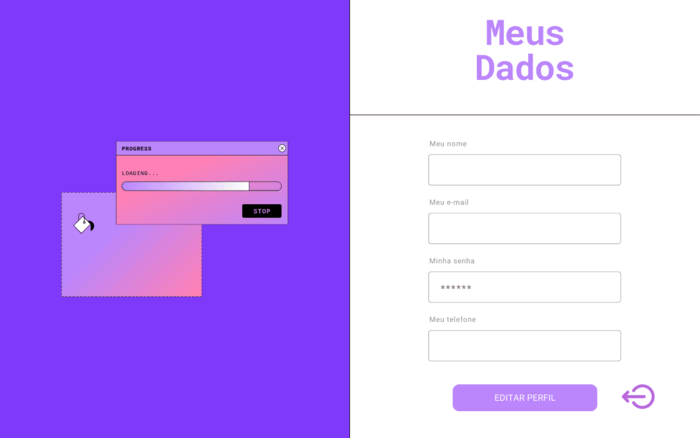 PROGRESS
LOADING...
STOP
Meus
Dados
Meu nome
Meu e-mail
Minha senha
******
Meu telefone
EDITAR PERFIL